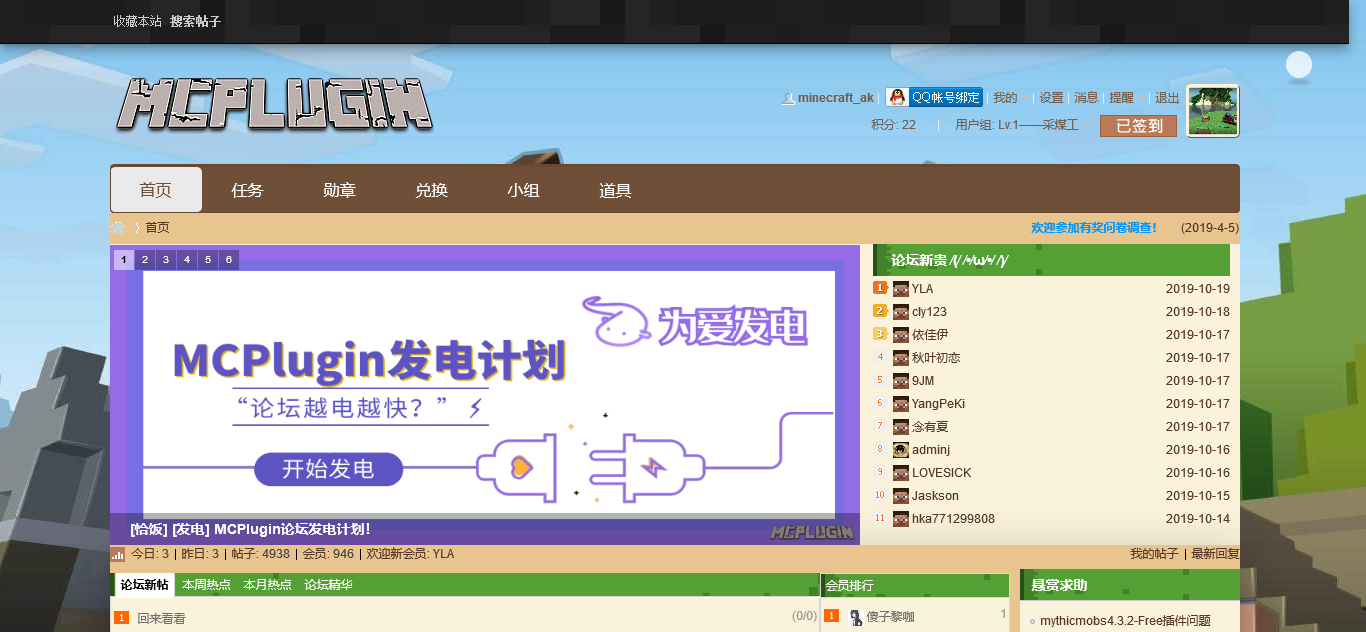 收藏本站 搜索帖子
MCPLUGIN
minecraft_ak | QQ帐号绑定 | 我的 | 设置 | 消息 | 提醒 | 退出
积分: 22 | 用户组: Lv.1——采煤工
已签到
首页 任务 勋章 兑换 小组 道具
首页
欢迎参加有奖问卷调查! (2019-4-5)
1 2 3 4 5 6
为爱发电
MCPlugin发电计划
“论坛越电越快？”
开始发电
[恰饭] [发电] MCPlugin论坛发电计划!
MCPLUGIN
论坛新贵 /(/ /•/ω/•/ /)/
1 YLA 2019-10-19
2 cly123 2019-10-18
3 依佳伊 2019-10-17
4 秋叶初恋 2019-10-17
5 9JM 2019-10-17
6 YangPeKi 2019-10-17
7 念有夏 2019-10-17
8 adminj 2019-10-16
9 LOVESICK 2019-10-16
10 Jaskson 2019-10-15
11 hka771299808 2019-10-14
今日: 3 | 昨日: 3 | 帖子: 4938 | 会员: 946 | 欢迎新会员: YLA
我的帖子 | 最新回复
论坛新帖 本周热点 本月热点 论坛精华
1 回来看看 (0/0)
会员排行
1 傻子黎咖 1
悬赏求助
mythicmobs4.3.2-Free插件问题